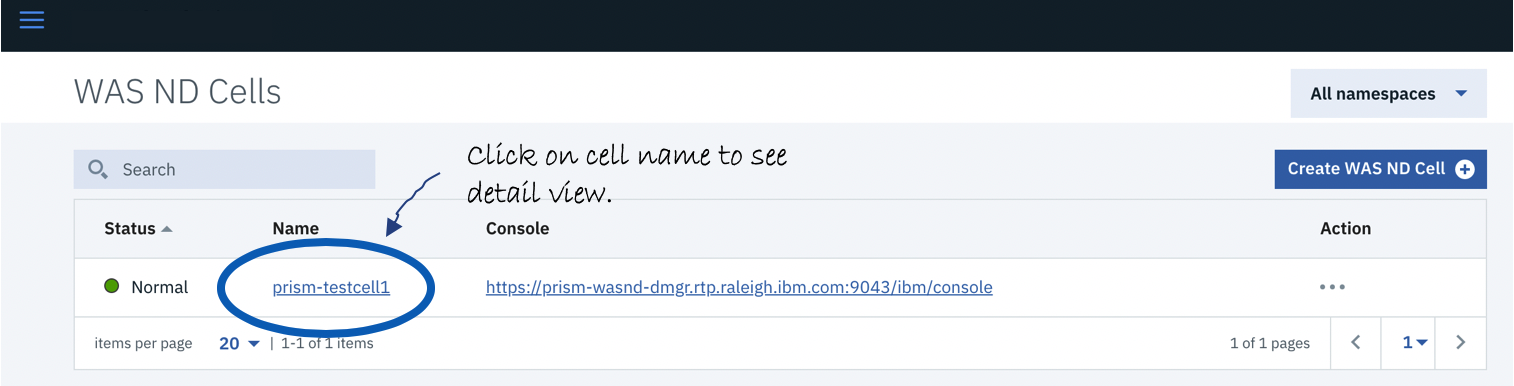 WAS ND Cells
All namespaces
Search
Click on cell name to see
detail view.
Create WAS ND Cell
Status Name Console Action
Normal prism-testcell1 https://prism-wasnd-dmgr.rtp.raleigh.ibm.com:9043/ibm/console
items per page 20 | 1-1 of 1 items 1 of 1 pages 1